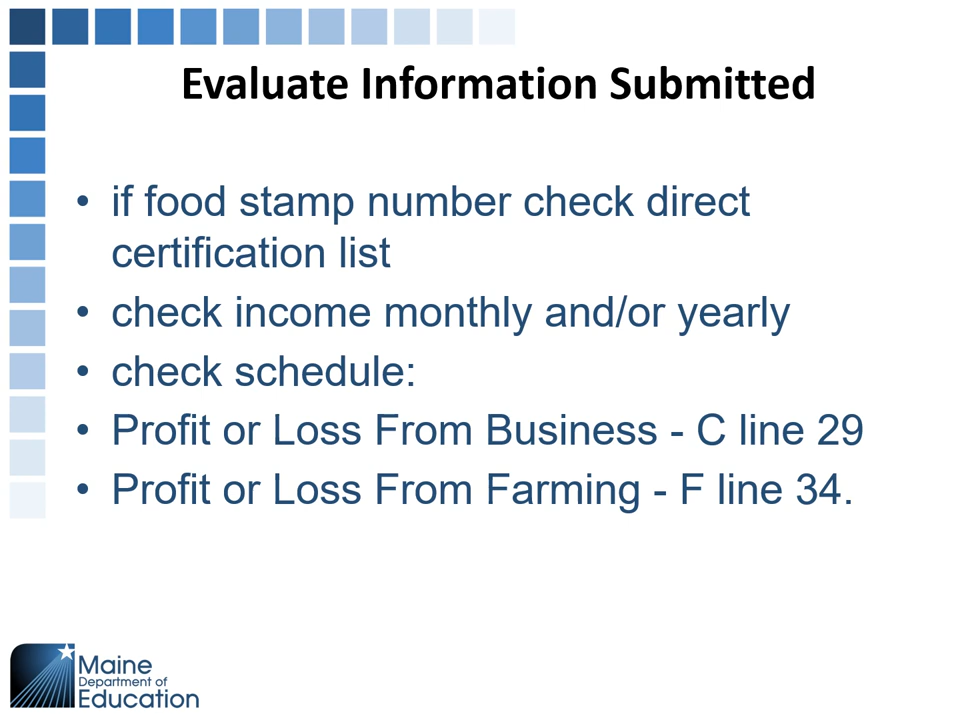 Evaluate Information Submitted
• if food stamp number check direct
certification list
• check income monthly and/or yearly
• check schedule:
• Profit or Loss From Business - C line 29
• Profit or Loss From Farming - F line 34.
Maine
Department of
Education